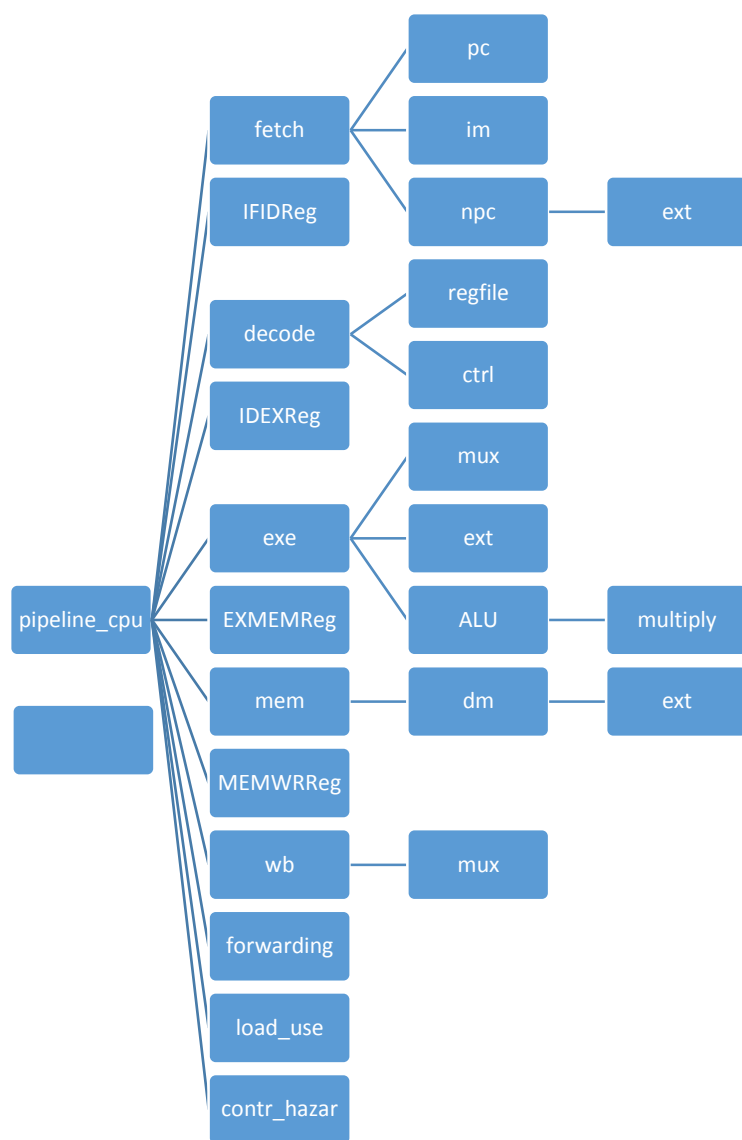 pc
fetch
im
IFIDReg
npc
ext
regfile
decode
ctrl
IDEXReg
mux
exe
ext
pipeline_cpu
EXMEMReg
ALU
multiply
mem
dm
ext
MEMWRReg
wb
mux
forwarding
load_use
contr_hazar